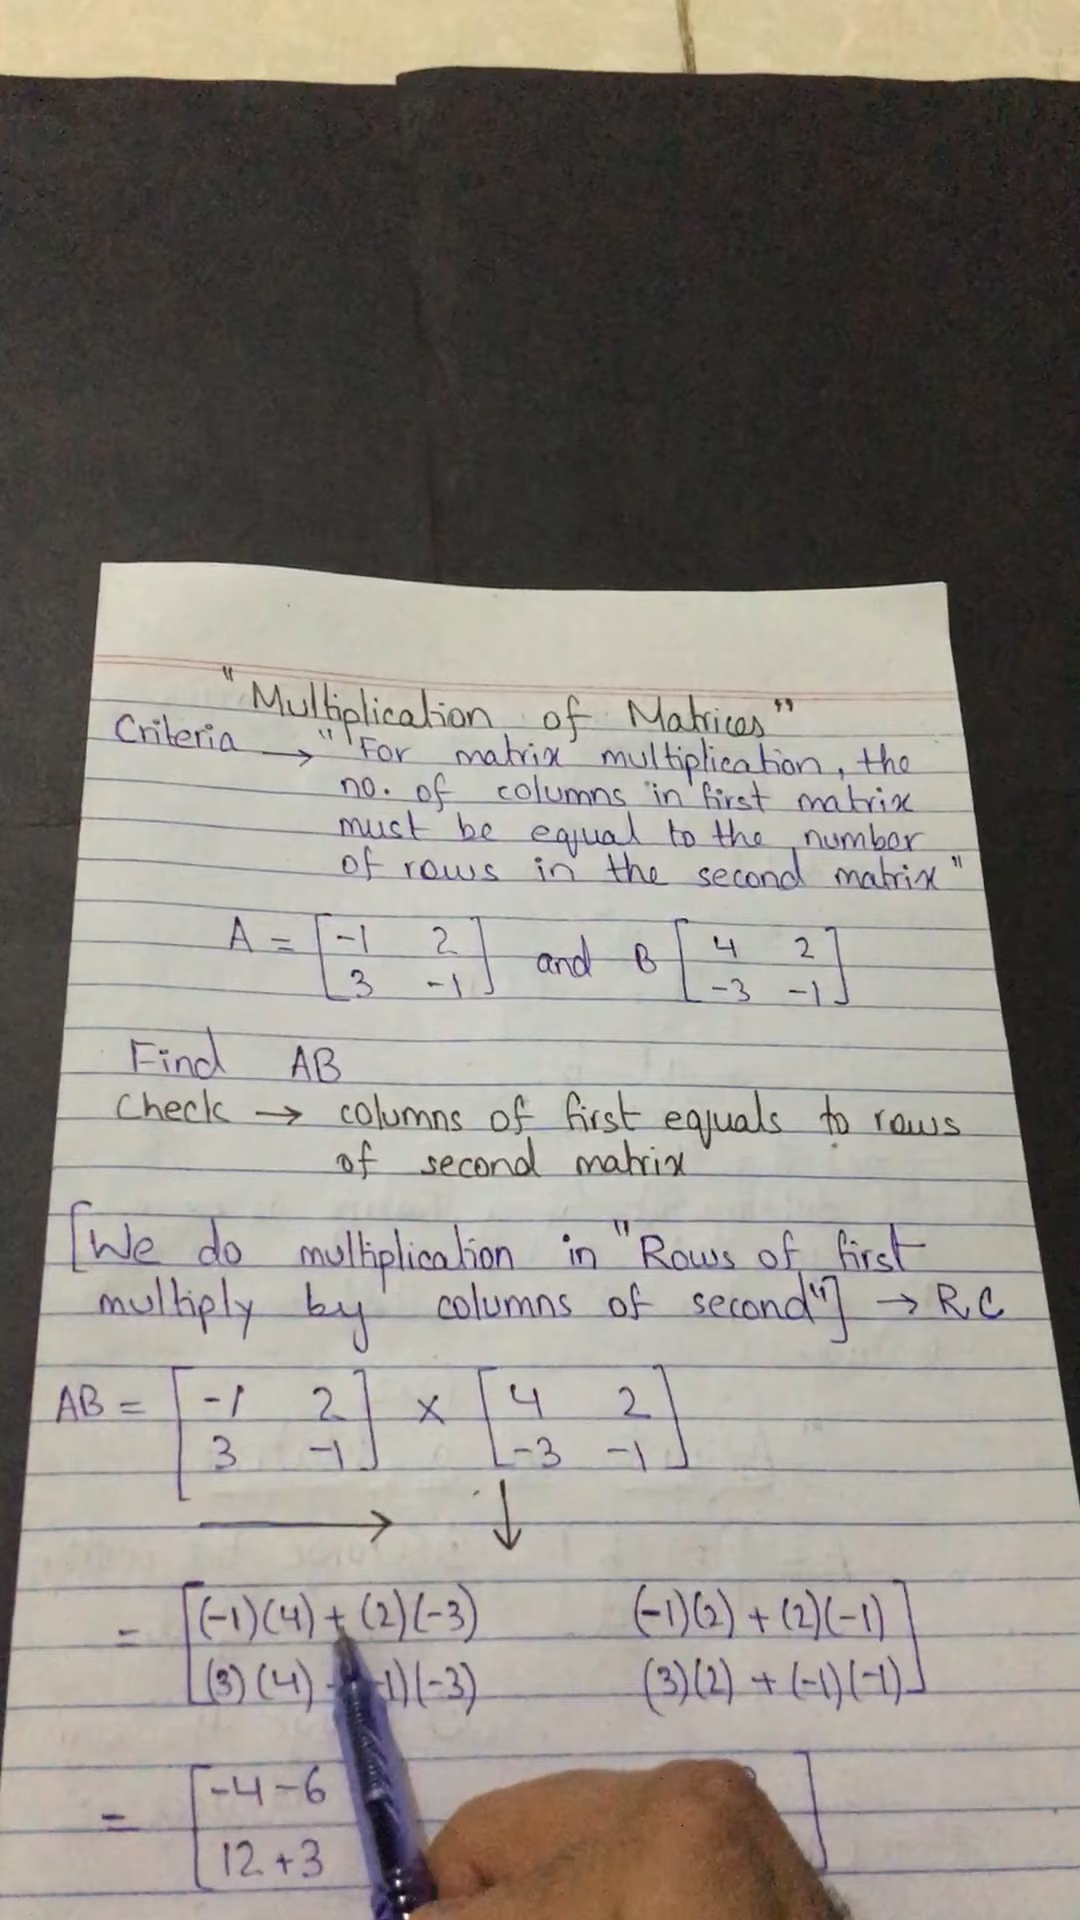 "Multiplication of Matrices"
Criteria → "For matrix multiplication, the
no. of columns in first matrix
must be equal to the number
of rows in the second matrix"
A = [-1 2] and B [4 2]
[3 -1] [-3 -1]
Find AB
Check → columns of first equals to rows
of second matrix
[We do multiplication in "Rows of first
multiply by columns of second"] → RC
AB = [-1 2] × [4 2]
[3 -1] [-3 -1]
→ ↓
= [(-1)(4) + (2)(-3) (-1)(2) + (2)(-1)]
[(3)(4) -1)(-3) (3)(2) + (-1)(-1)]
= [-4-6
[12+3